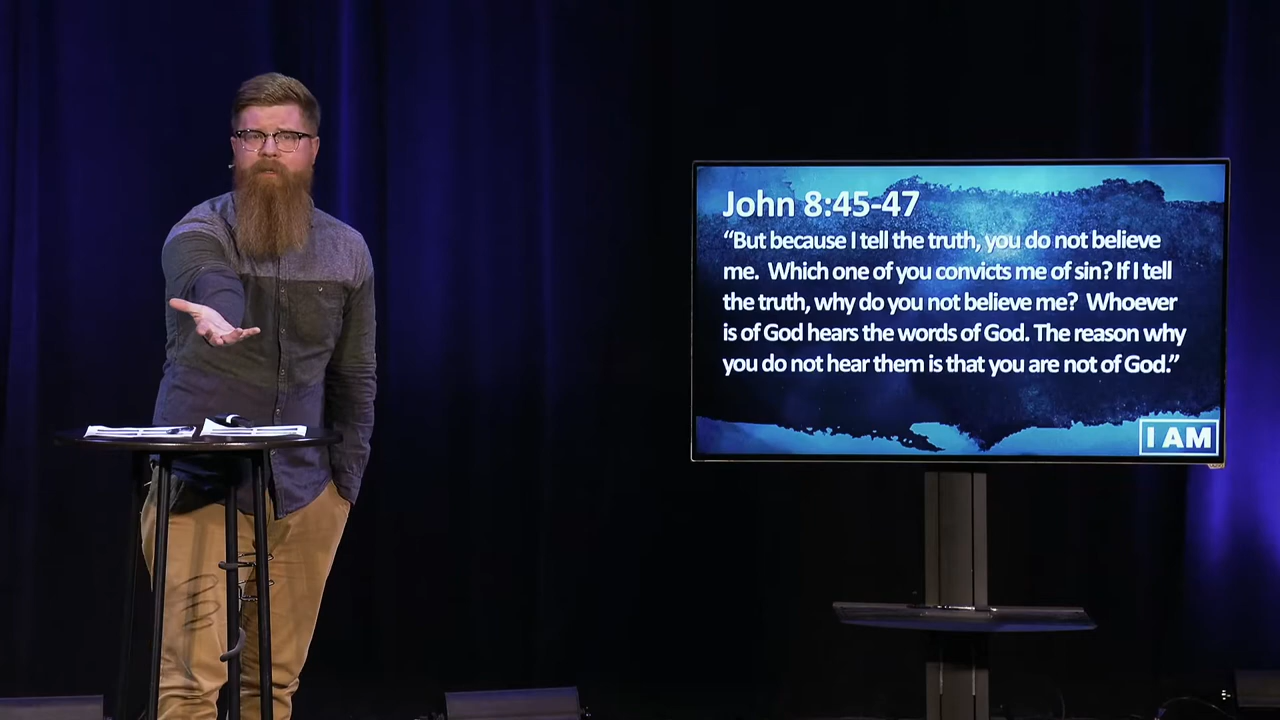 John 8:45-47
“But because I tell the truth, you do not believe
me.  Which one of you convicts me of sin? If I tell
the truth, why do you not believe me?  Whoever
is of God hears the words of God. The reason why
you do not hear them is that you are not of God.”
I AM